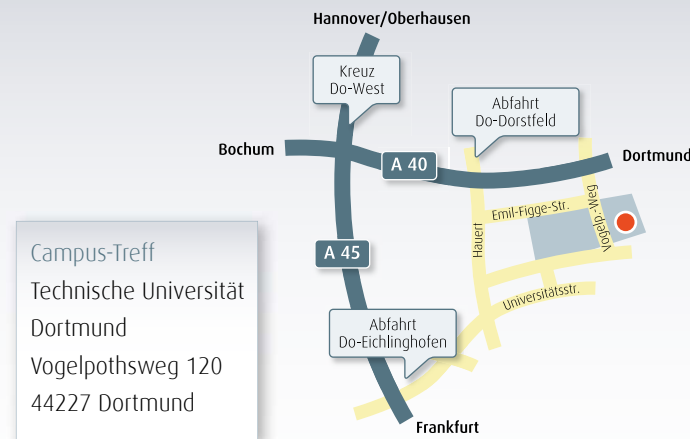 Hannover/Oberhausen
Kreuz
Do-West
Abfahrt
Do-Dorstfeld
Bochum
A 40
Dortmund
Emil-Figge-Str.
Vogelp.-Weg
Hauert
A 45
Universitätsstr.
Abfahrt
Do-Eichlinghofen
Frankfurt
Campus-Treff
Technische Universität
Dortmund
Vogelpothsweg 120
44227 Dortmund